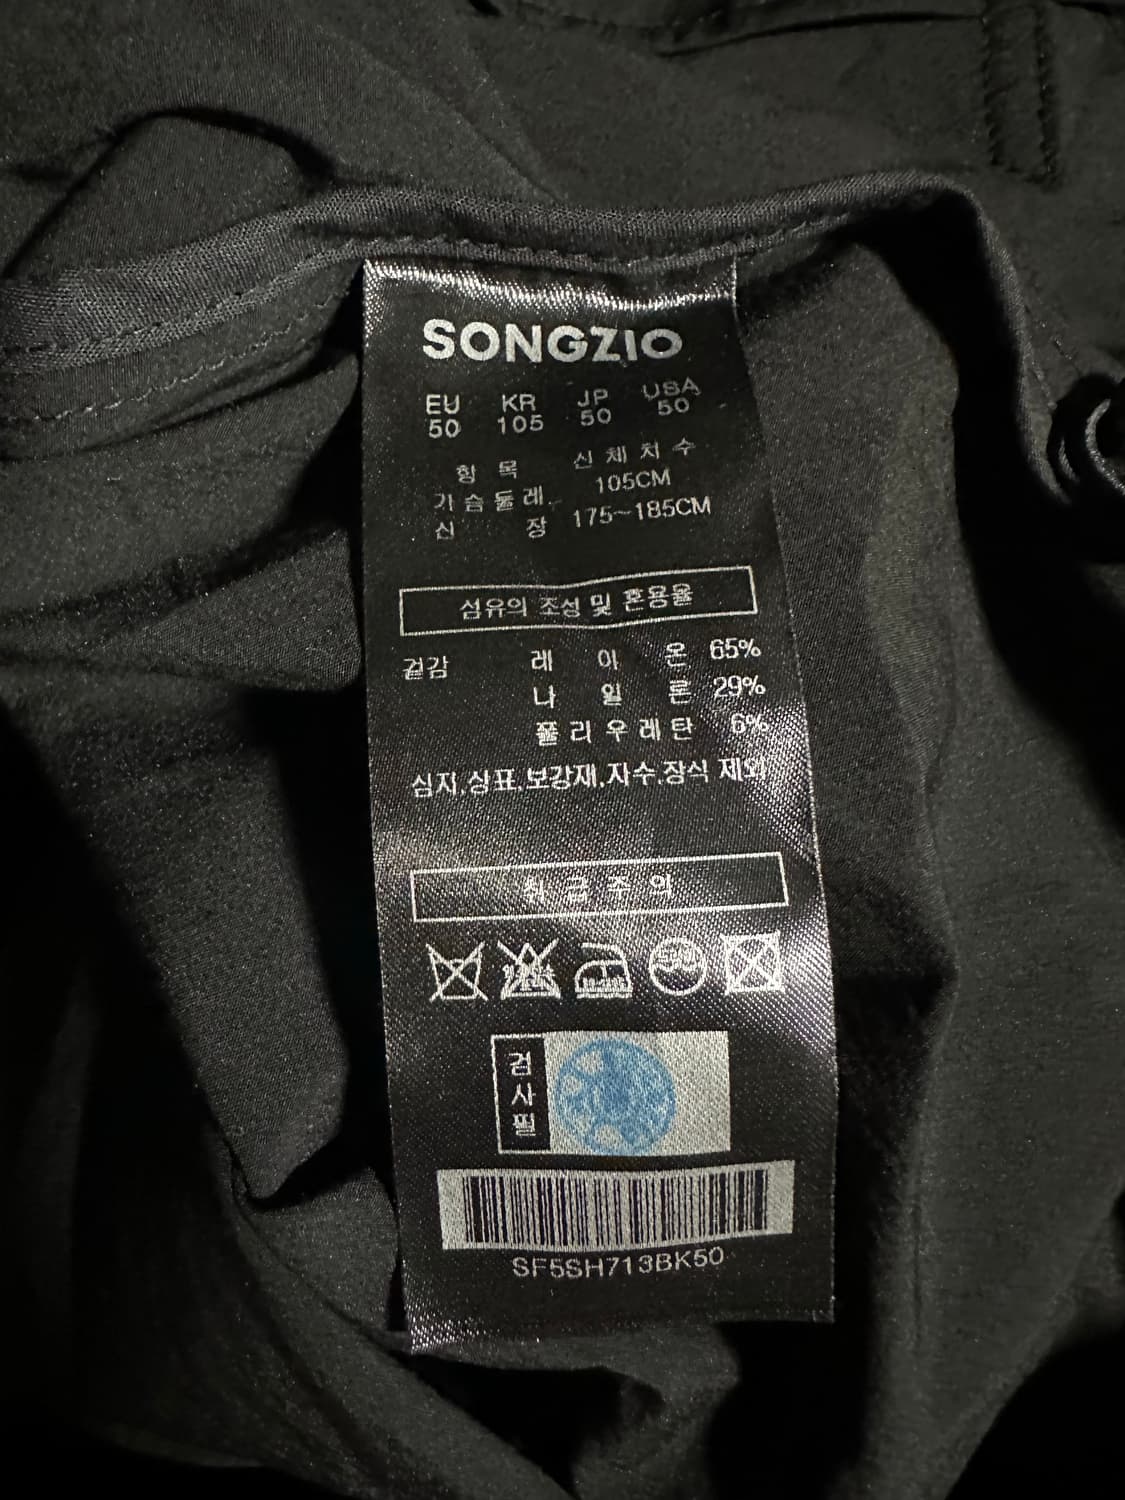 SONGZIO
EU KR JP USA
50 105 50 50
항 목 신 체 치 수
가 슴 둘 레 105CM
신 장 175~185CM
섬유의 조성 및 혼용율
겉감 레 이 온 65%
나 일 론 29%
폴 리 우 레 탄 6%
심지,상표,보강재,자수,장식 제외
취 급 주 의
검사필
SF5SH713BK50